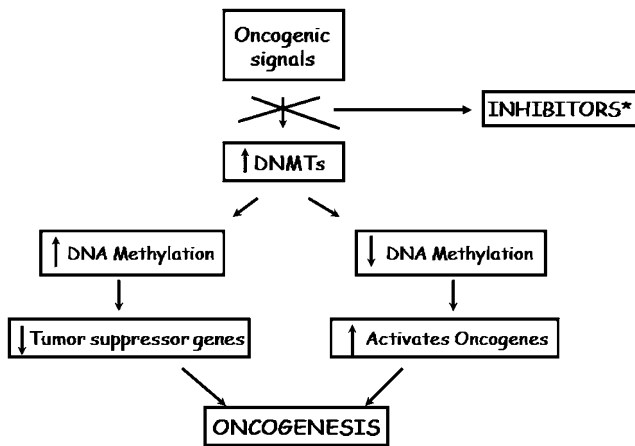 Oncogenic
signals
INHIBITORS*
↑ DNMTs
↑ DNA Methylation
↓ DNA Methylation
↓ Tumor suppressor genes
↑ Activates Oncogenes
ONCOGENESIS